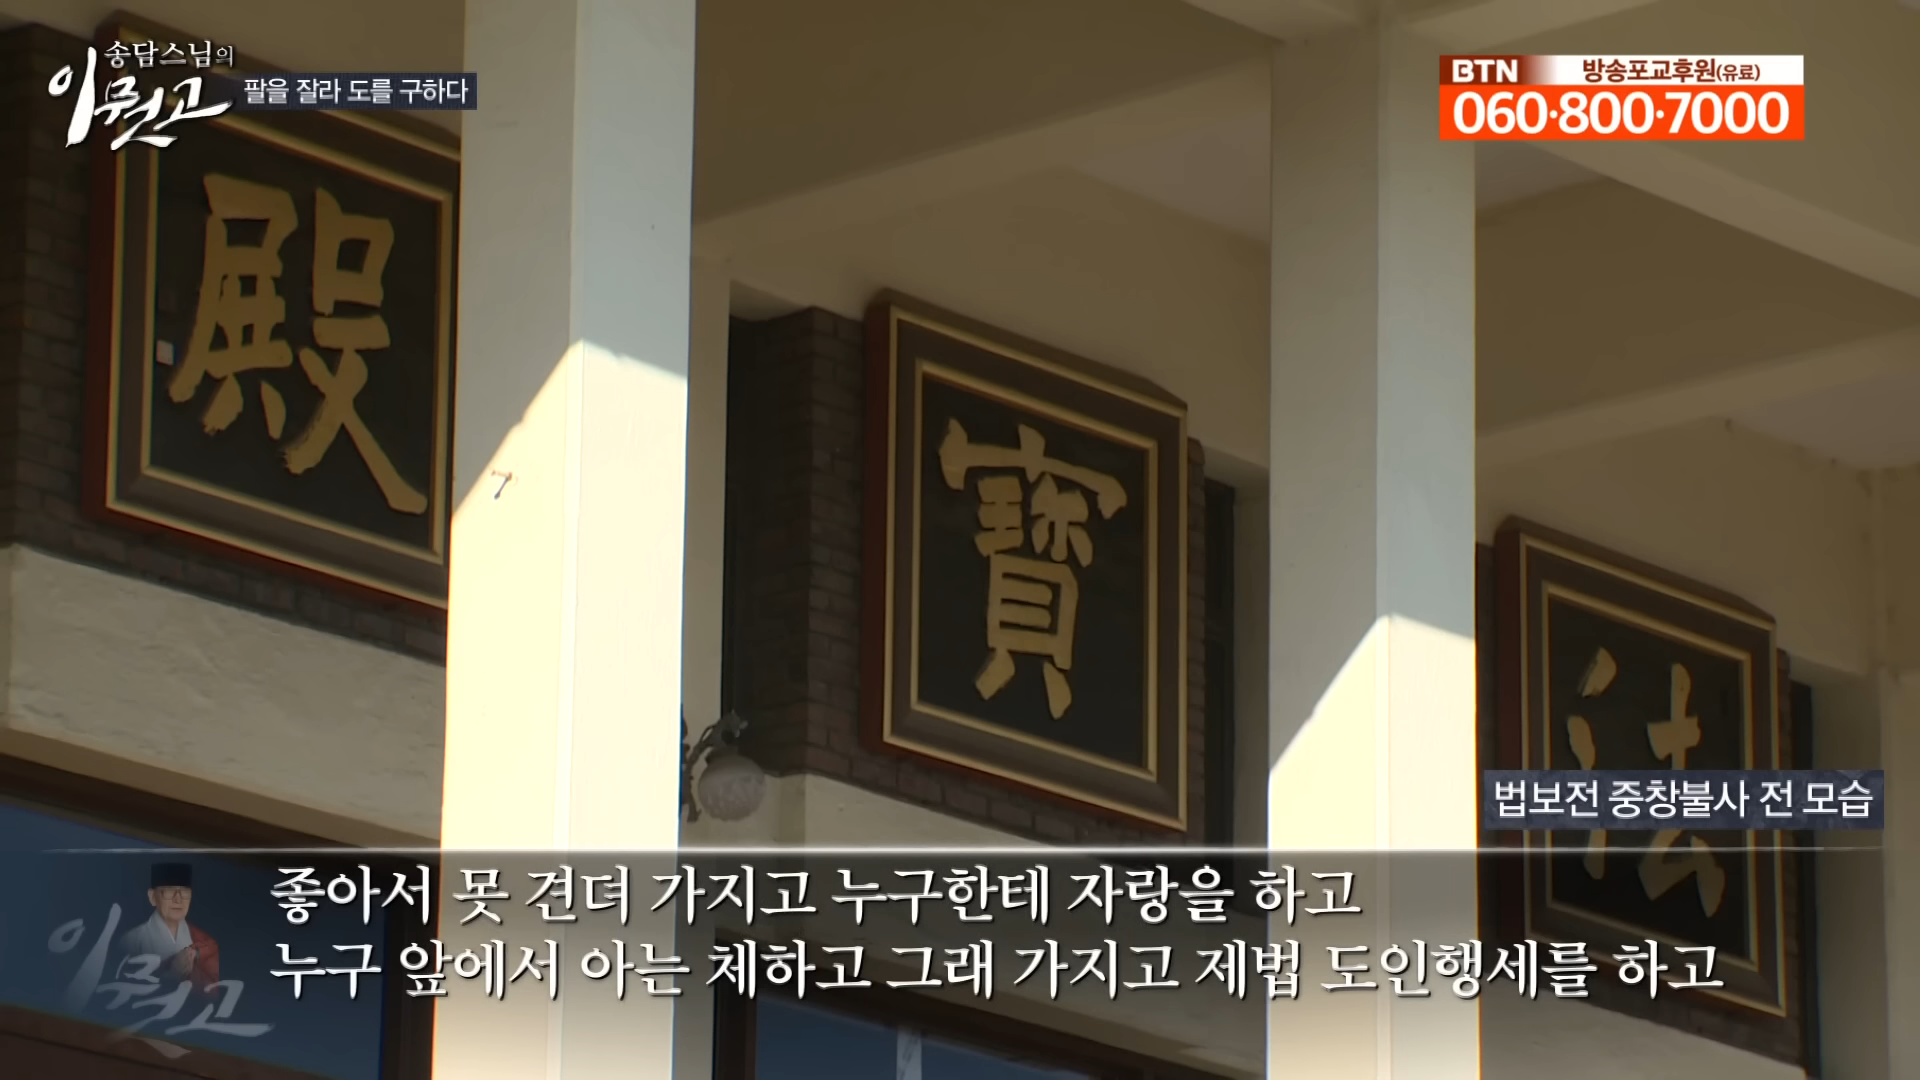 송담스님의
이뭣고
팔을 잘라 도를 구하다
BTN 방송포교후원(유료)
060·800·7000
殿 寶 法
법보전 중창불사 전 모습
좋아서 못 견뎌 가지고 누구한테 자랑을 하고
누구 앞에서 아는 체하고 그래 가지고 제법 도인행세를 하고
이뭣고